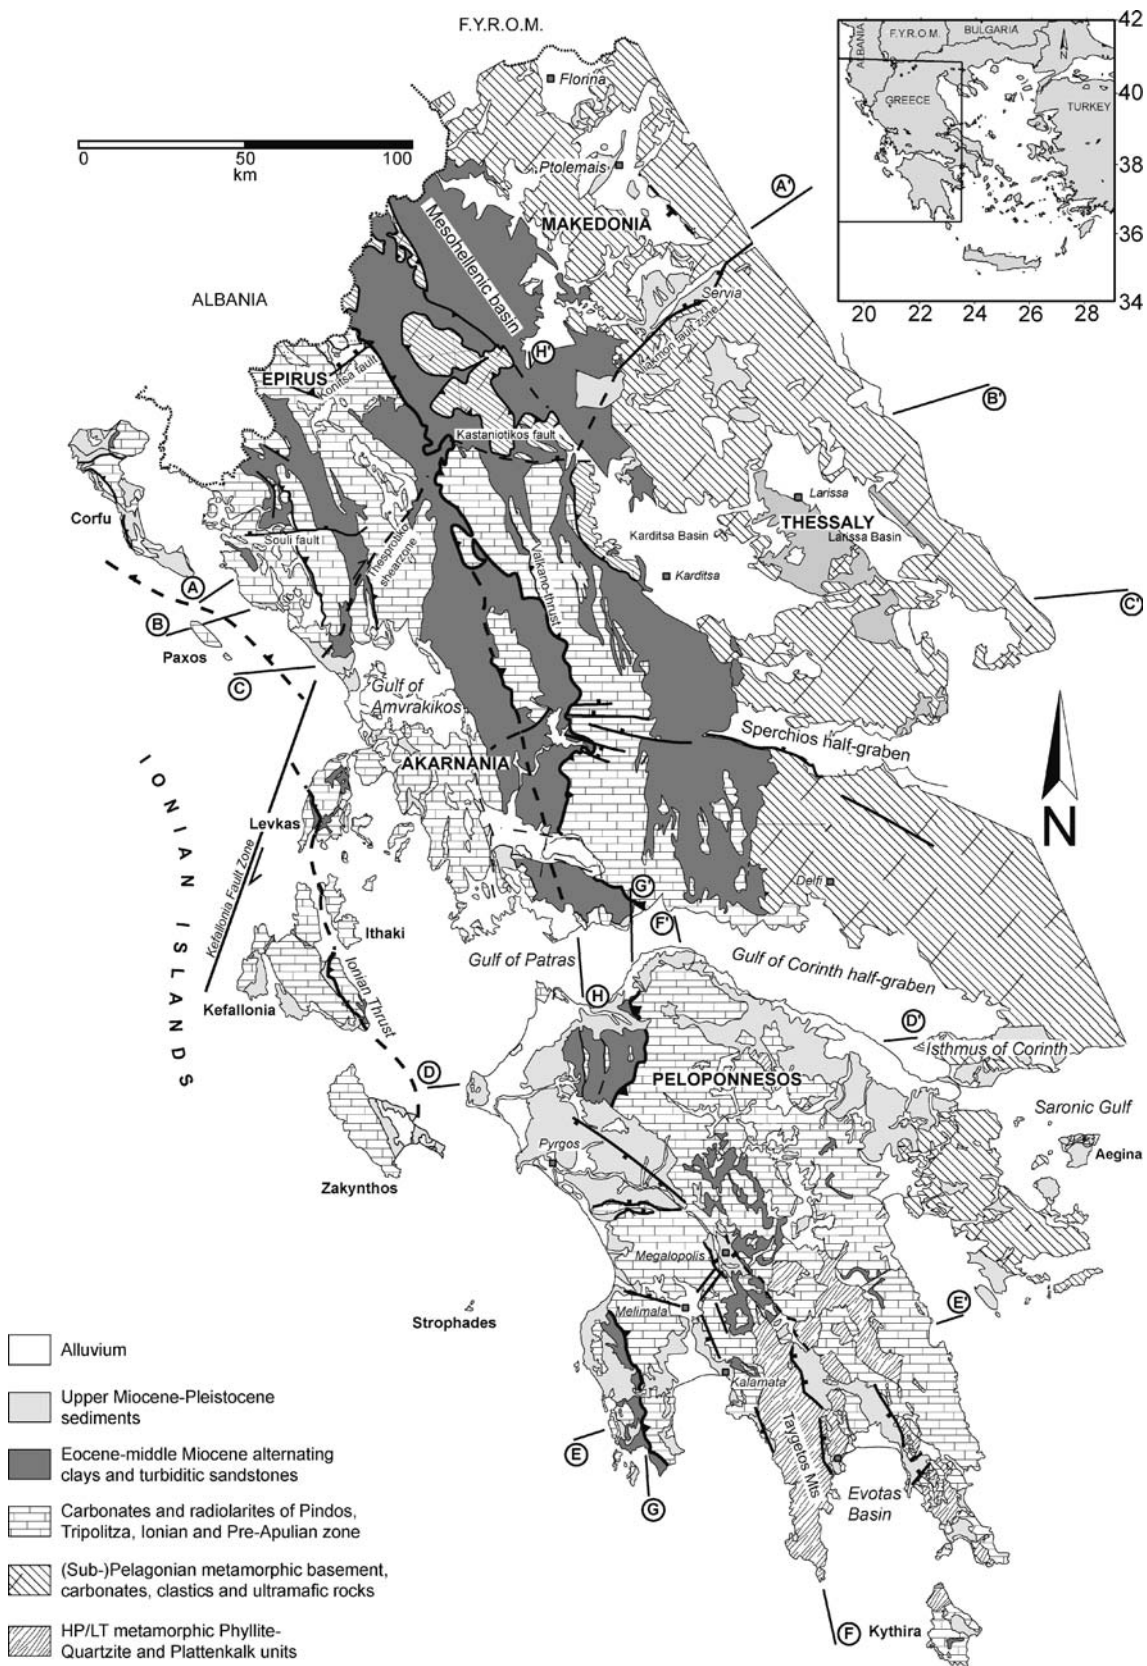 F.Y.R.O.M.
Florina
0 50 100
km
Ptolemais
A'
MAKEDONIA
Mesohellenic basin
ALBANIA
Servia
Aliakmon fault zone
H'
EPIRUS
Konitsa fault
B'
Kastaniotikos fault
Corfu
Souli fault
Thesprotiko shearzone
Larissa
THESSALY
Larissa Basin
Karditsa Basin
Karditsa
Valkano-thrust
A
B
Paxos
C
C'
Gulf of
Amvrakikos
Sperchios half-graben
AKARNANIA
Levkas
Kefallonia Fault Zone
IONIAN ISLANDS
N
Delfi
G'
F'
Ithaki
Gulf of Patras
Gulf of Corinth half-graben
Ionian Thrust
Kefallonia
H
D'
Isthmus of Corinth
D
PELOPONNESOS
Saronic Gulf
Aegina
Pyrgos
Zakynthos
Megalopolis
Melimala
E'
Strophades
Kalamata
Taygetos Mts
E
G
Evotas
Basin
F
Kythira
42
40
38
36
34
20 22 24 26 28
ALBANIA
F.Y.R.O.M.
BULGARIA
N
GREECE
TURKEY
Alluvium
Upper Miocene-Pleistocene
sediments
Eocene-middle Miocene alternating
clays and turbiditic sandstones
Carbonates and radiolarites of Pindos,
Tripolitza, Ionian and Pre-Apulian zone
(Sub-)Pelagonian metamorphic basement,
carbonates, clastics and ultramafic rocks
HP/LT metamorphic Phyllite-
Quartzite and Plattenkalk units